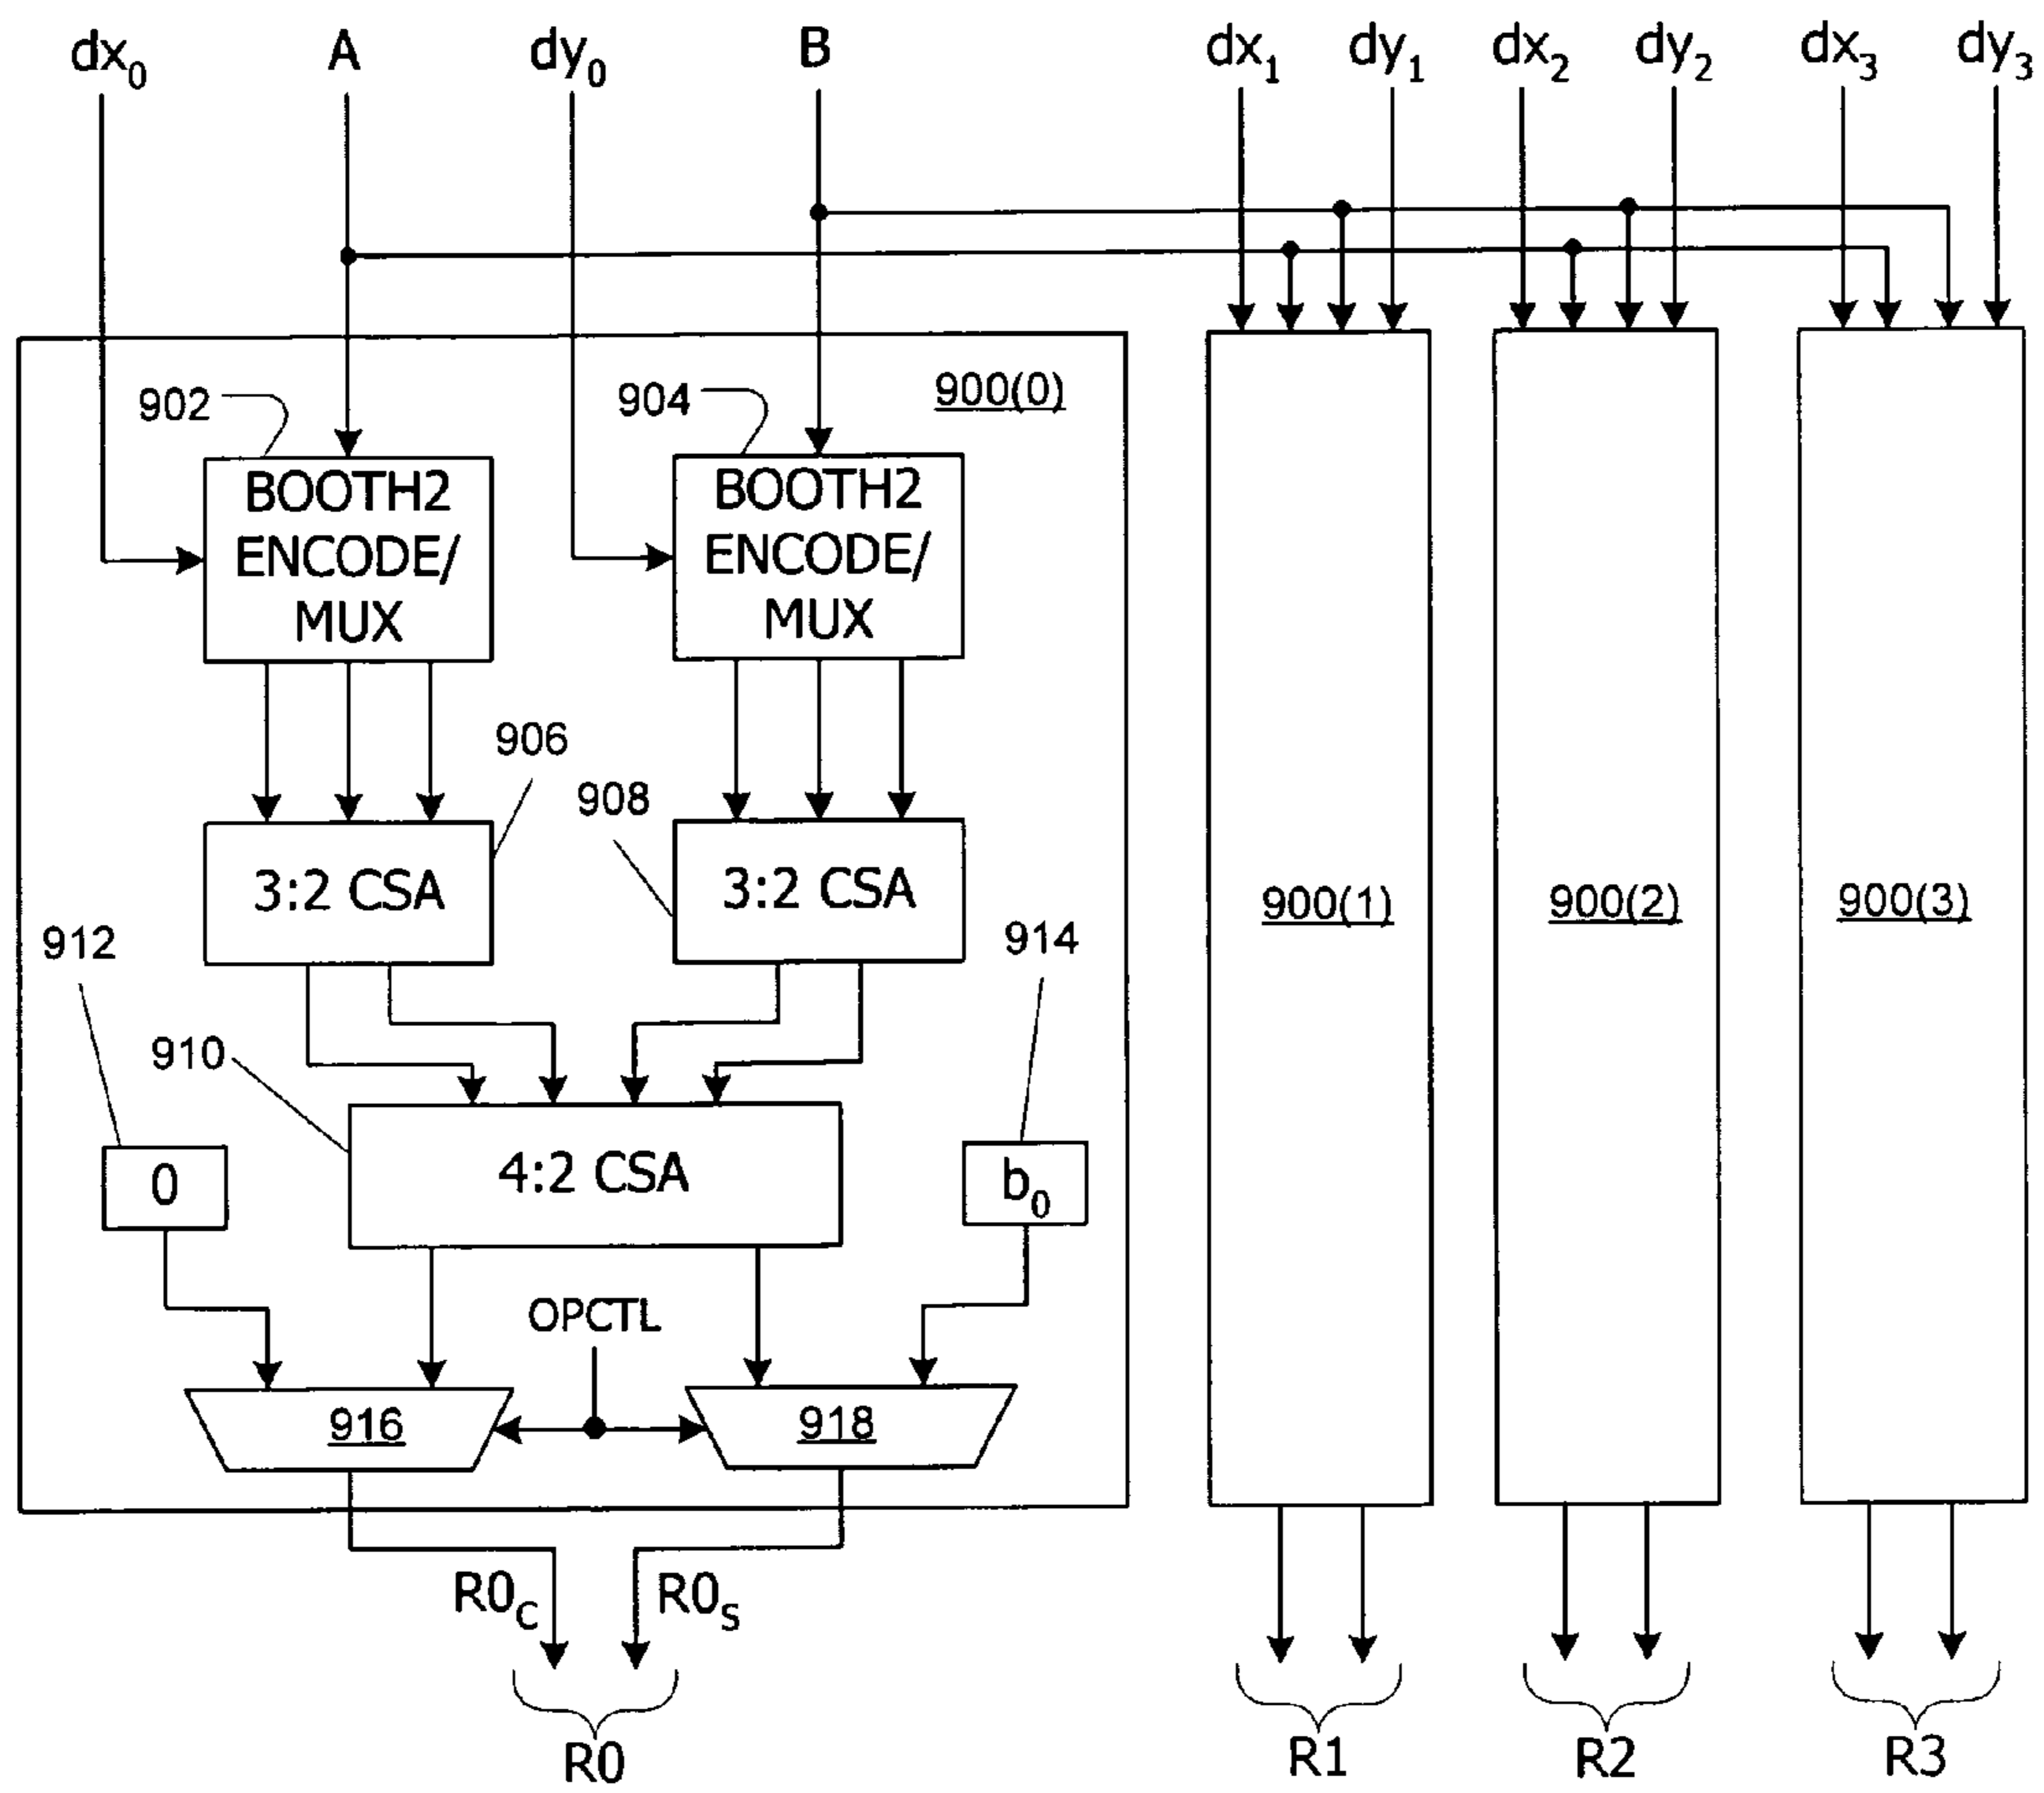 dx₀ A dy₀ B dx₁ dy₁ dx₂ dy₂ dx₃ dy₃
902
904
900(0)
BOOTH2
ENCODE/
MUX
BOOTH2
ENCODE/
MUX
906
908
3:2 CSA
3:2 CSA
900(1)
900(2)
900(3)
912
914
910
0
4:2 CSA
b₀
OPCTL
916
918
R0C
R0S
R0
R1
R2
R3